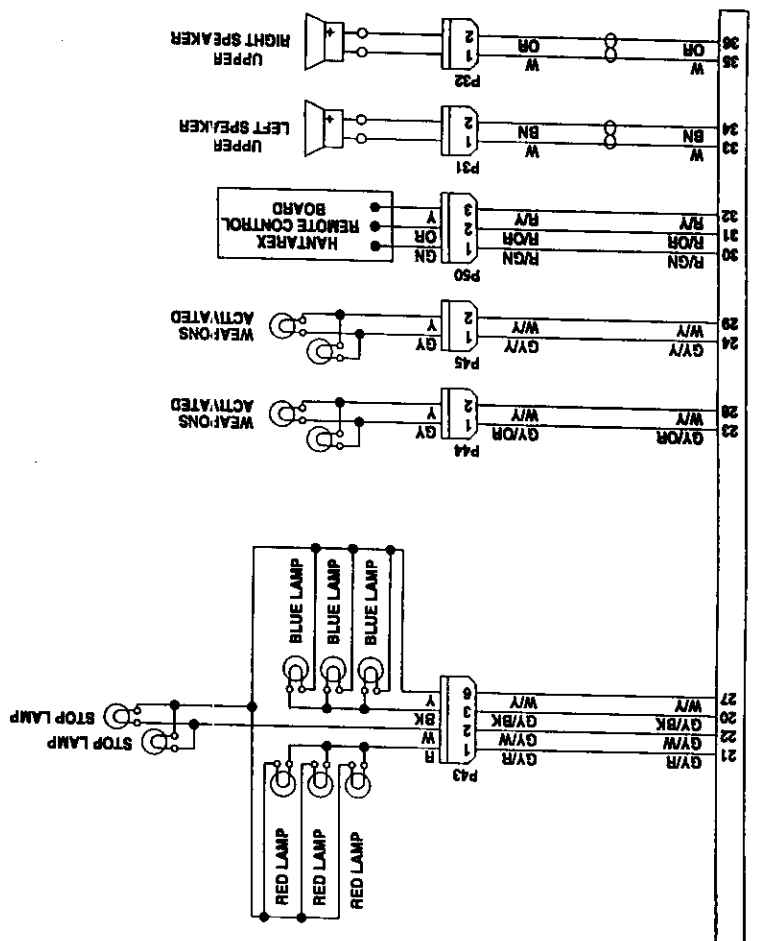 RED LAMP
RED LAMP
RED LAMP
P43
21 GY/R GY/R 1 R
22 GY/W GY/W 2 W
20 GY/BK GY/BK 3 BK
27 W/Y W/Y 6 Y
STOP LAMP
STOP LAMP
BLUE LAMP
BLUE LAMP
BLUE LAMP
P44
23 GY/OR GY/OR 1 GY
28 W/Y W/Y 2 Y
WEAPONS
ACTIVATED
P45
24 GY/Y GY/Y 1 GY
29 W/Y W/Y 2 Y
WEAPONS
ACTIVATED
P50
30 R/GN R/GN 1 GN
31 R/OR R/OR 2 OR
32 R/Y R/Y 3 Y
HANTAREX
REMOTE CONTROL
BOARD
P31
33 W W 1
34 BN BN 2 +
UPPER
LEFT SPEAKER
P32
35 W W 1
36 OR OR 2 +
UPPER
RIGHT SPEAKER